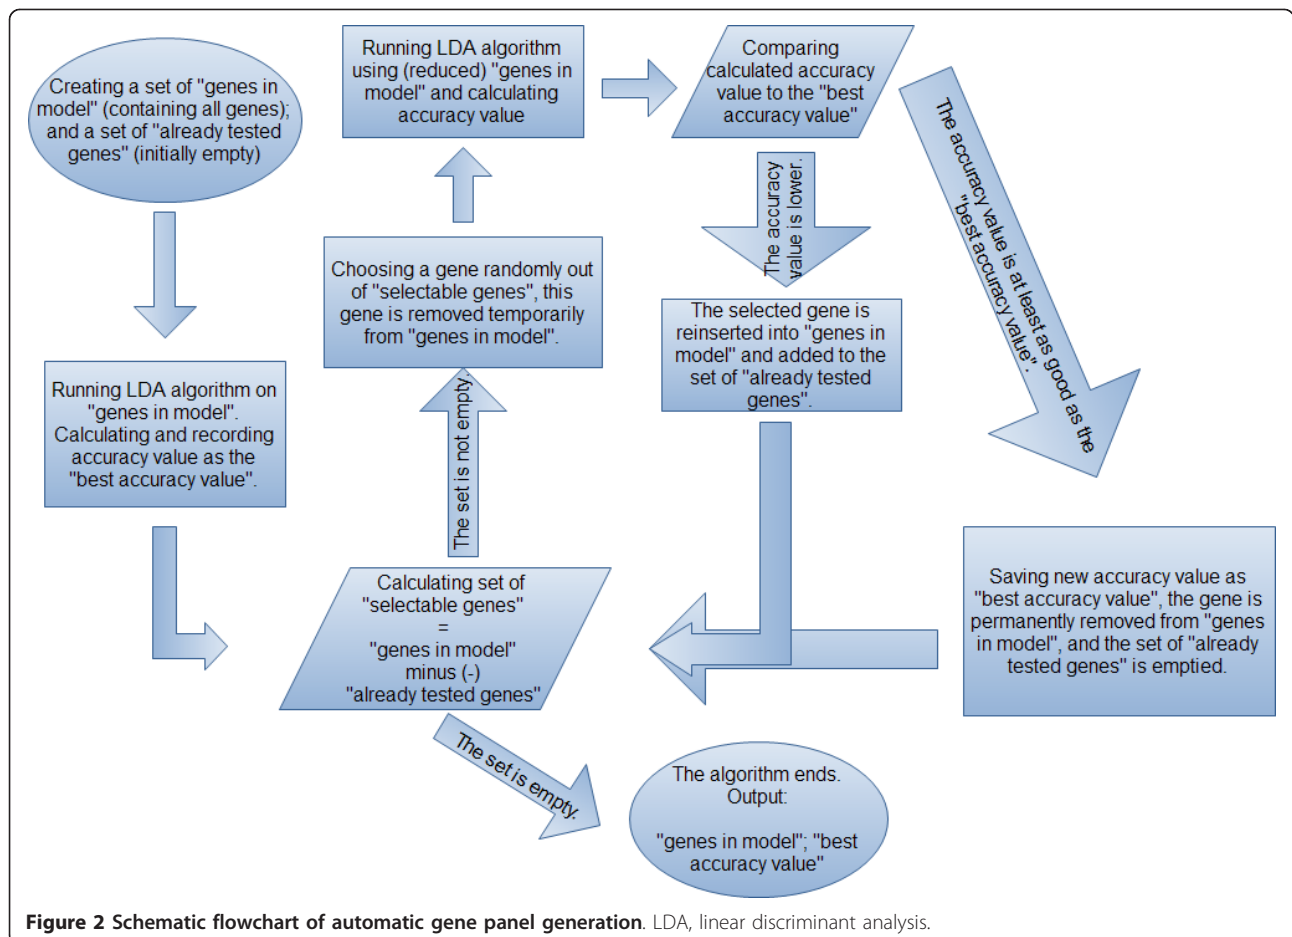 Creating a set of "genes in
model" (containing all genes);
and a set of "already tested
genes" (initially empty)
Running LDA algorithm on
"genes in model".
Calculating and recording
accuracy value as the
"best accuracy value".
Calculating set of
"selectable genes"
=
"genes in model"
minus (-)
"already tested genes"
The set is not empty.
Choosing a gene randomly out
of "selectable genes", this
gene is removed temporarily
from "genes in model".
Running LDA algorithm
using (reduced) "genes in
model" and calculating
accuracy value
Comparing
calculated accuracy
value to the "best
accuracy value"
The accuracy
value is lower.
The selected gene is
reinserted into "genes in
model" and added to the
set of "already tested
genes".
The accuracy value is at least as good as the
"best accuracy value".
Saving new accuracy value as
"best accuracy value", the gene is
permanently removed from "genes
in model", and the set of "already
tested genes" is emptied.
The set is empty.
The algorithm ends.
Output:
"genes in model"; "best
accuracy value"
Figure 2 Schematic flowchart of automatic gene panel generation. LDA, linear discriminant analysis.